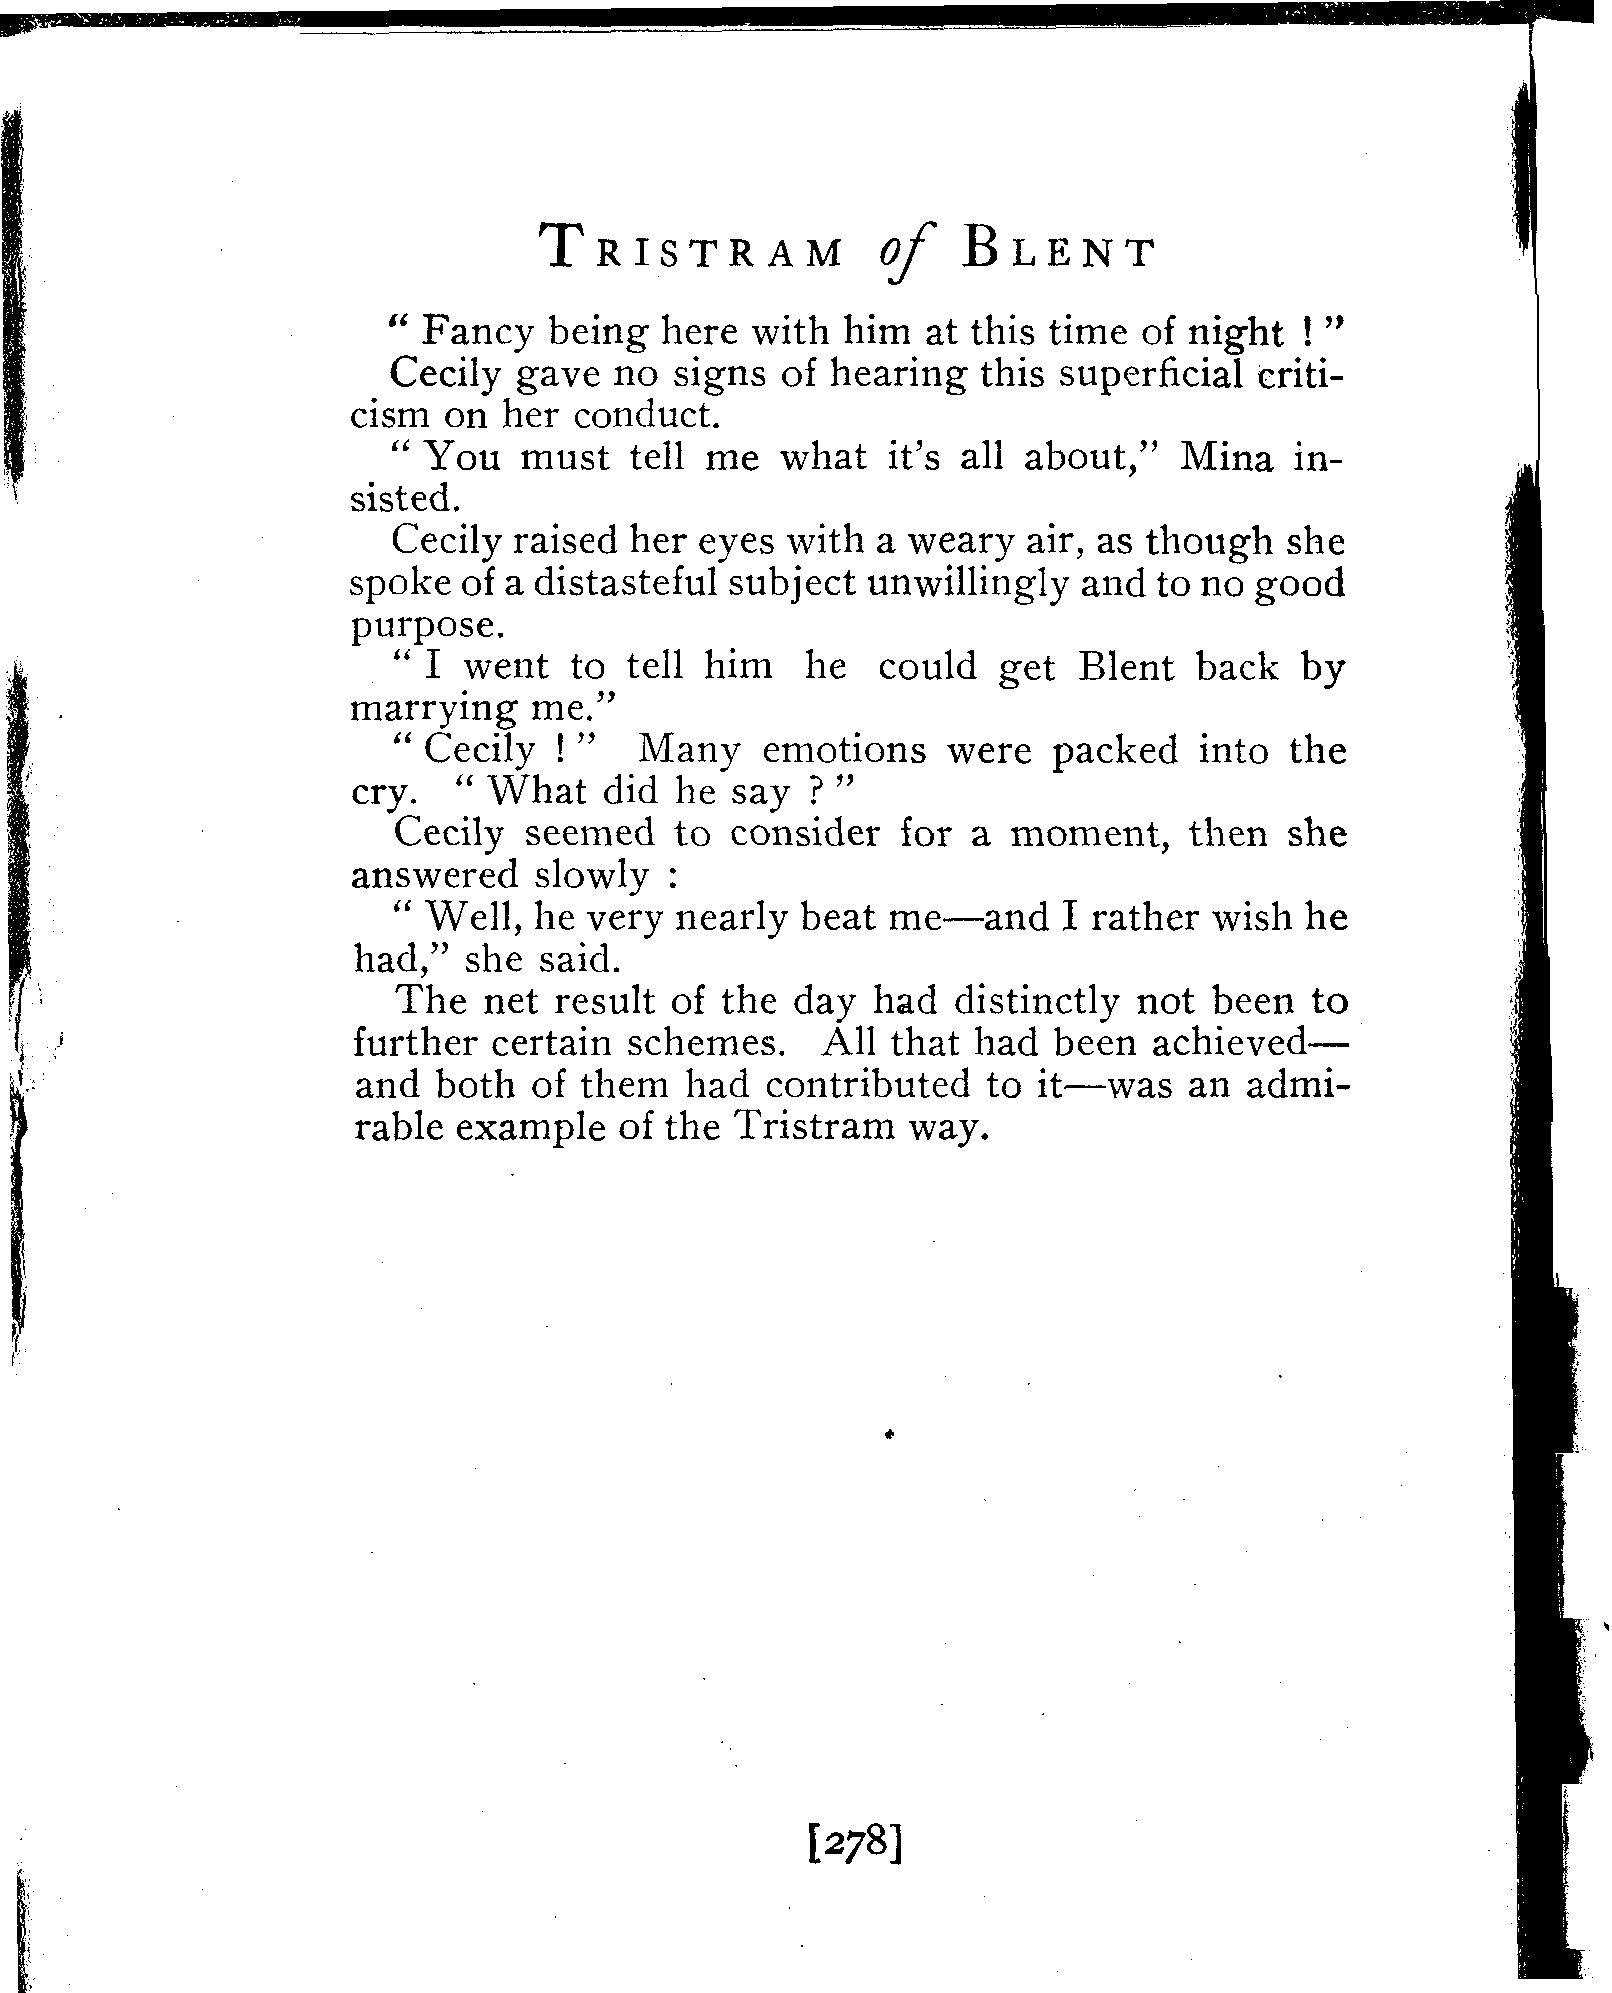 TRISTRAM of BLENT
“ Fancy being here with him at this time of night ! ”
Cecily gave no signs of hearing this superficial criti-
cism on her conduct.
“ You must tell me what it's all about,” Mina in-
sisted.
Cecily raised her eyes with a weary air, as though she
spoke of a distasteful subject unwillingly and to no good
purpose.
“ I went to tell him he could get Blent back by
marrying me.”
“ Cecily ! ” Many emotions were packed into the
cry. “ What did he say ? ”
Cecily seemed to consider for a moment, then she
answered slowly :
“ Well, he very nearly beat me—and I rather wish he
had,” she said.
The net result of the day had distinctly not been to
further certain schemes. All that had been achieved—
and both of them had contributed to it—was an admi-
rable example of the Tristram way.
[278]